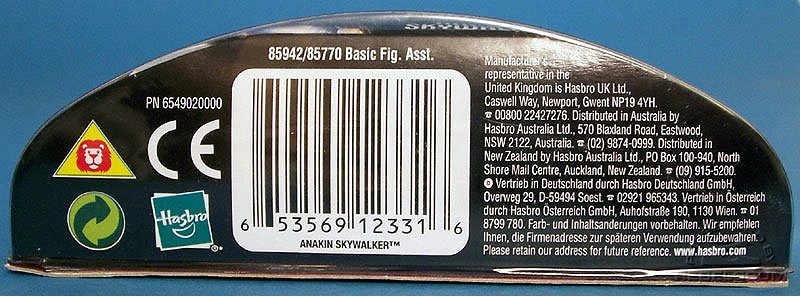 SKYWALKER
85942/85770 Basic Fig. Asst.
PN 6549020000
CE
Hasbro
®
6 53569 12331 6
ANAKIN SKYWALKER™
Manufacturer's
representative in the
United Kingdom is Hasbro UK Ltd.,
Caswell Way, Newport, Gwent NP19 4YH.
☎ 00800 22427276. Distributed in Australia by
Hasbro Australia Ltd., 570 Blaxland Road, Eastwood,
NSW 2122, Australia. ☎ (02) 9874-0999. Distributed in
New Zealand by Hasbro Australia Ltd., PO Box 100-940, North
Shore Mail Centre, Auckland, New Zealand. ☎ (09) 915-5200.
D Vertrieb in Deutschland durch Hasbro Deutschland GmbH,
Overweg 29, D-59494 Soest. ☎ 02921 965343. Vertrieb in Österreich
durch Hasbro Österreich GmbH, Auhofstraße 190, 1130 Wien. ☎ 01
8799 780. Farb- und Inhaltsanderungen vorbehalten. Wir empfehlen
Ihnen, die Firmenadresse zur späteren Verwendung aufzubewahren.
Please retain our address for future reference. www.hasbro.com